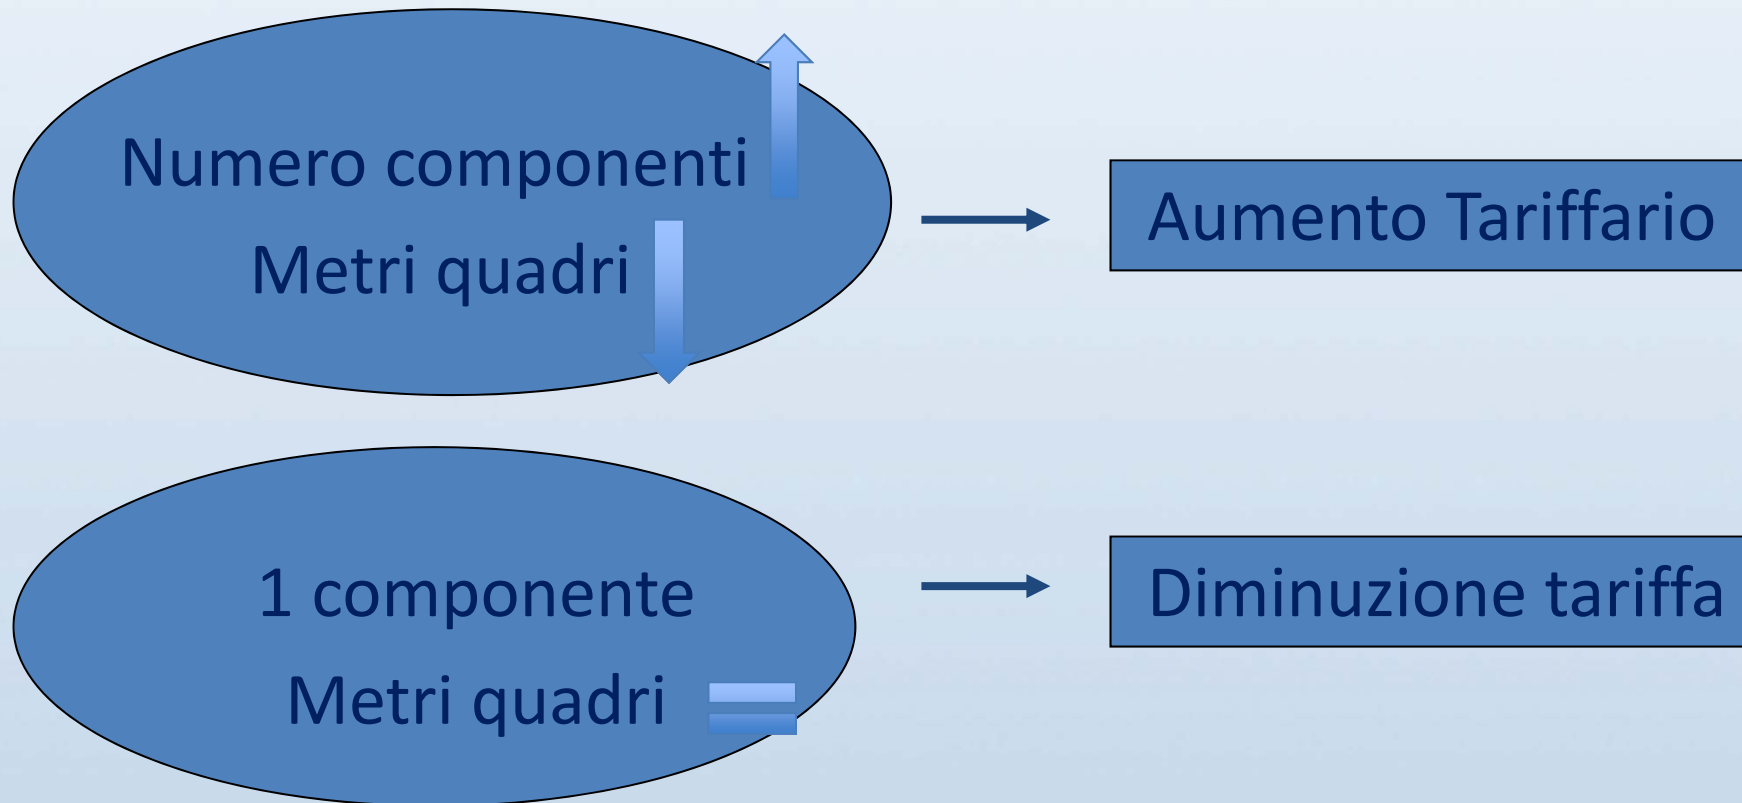 Numero componenti
Metri quadri
Aumento Tariffario
1 componente
Metri quadri
Diminuzione tariffa